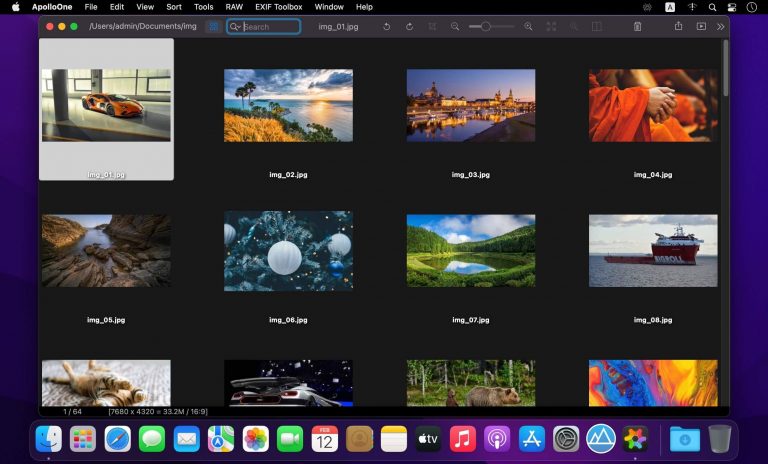 ApolloOne File Edit View Sort Tools RAW EXIF Toolbox Window Help A
/Users/admin/Documents/img Search img_01.jpg
img_01.jpg img_02.jpg img_03.jpg img_04.jpg
BIGROLL
img_05.jpg img_06.jpg img_07.jpg img_08.jpg
1 / 64 [7680 x 4320 = 33.2M / 16:9]
FEB
12
tv